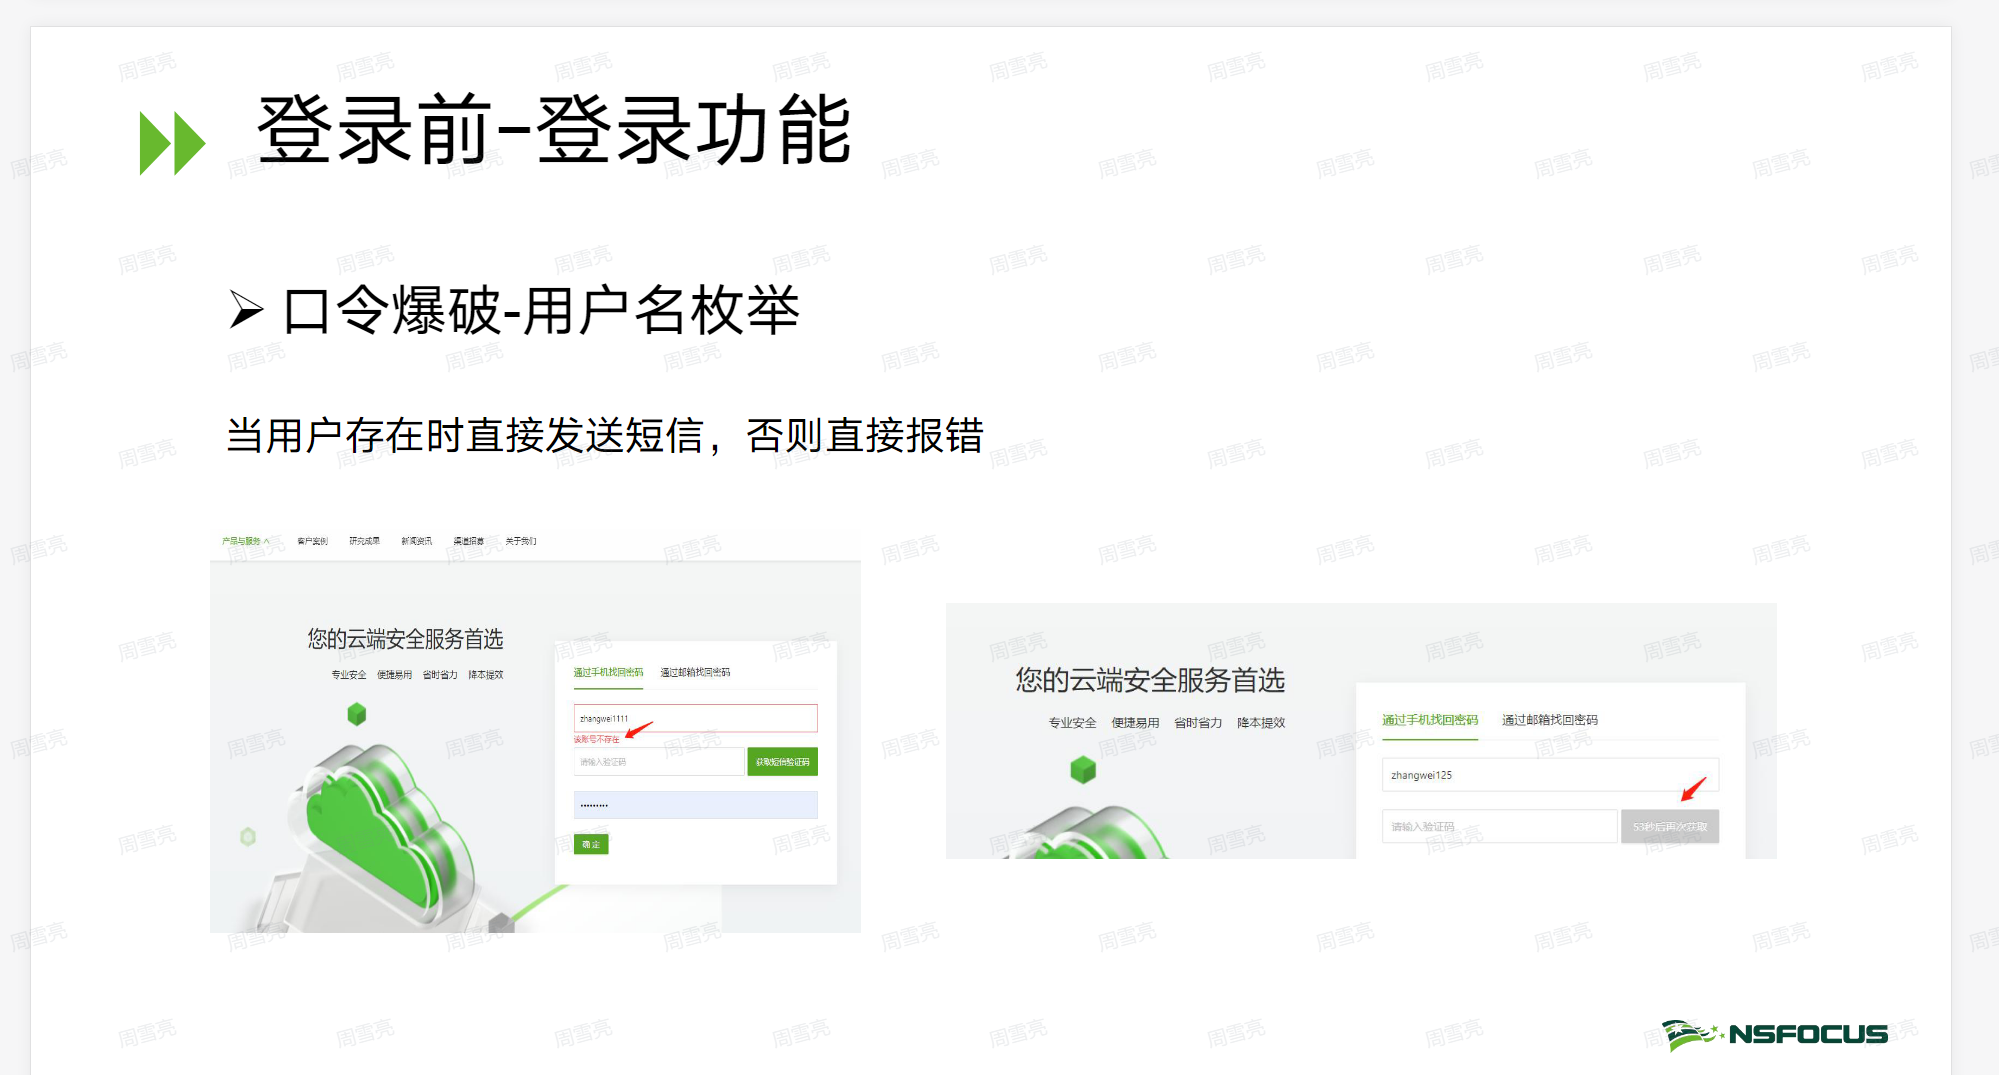 登录前-登录功能
口令爆破-用户名枚举
当用户存在时直接发送短信，否则直接报错
产品与服务 客户案例 研究成果 新闻资讯 渠道招募 关于我们
您的云端安全服务首选
专业安全 便捷易用 省时省力 降本提效
通过手机找回密码 通过邮箱找回密码
zhangwei1111
该账号不存在
请输入验证码 获取短信验证码
确定
您的云端安全服务首选
专业安全 便捷易用 省时省力 降本提效
通过手机找回密码 通过邮箱找回密码
zhangwei125
请输入验证码 53秒后再次获取
NSFOCUS
周雪亮